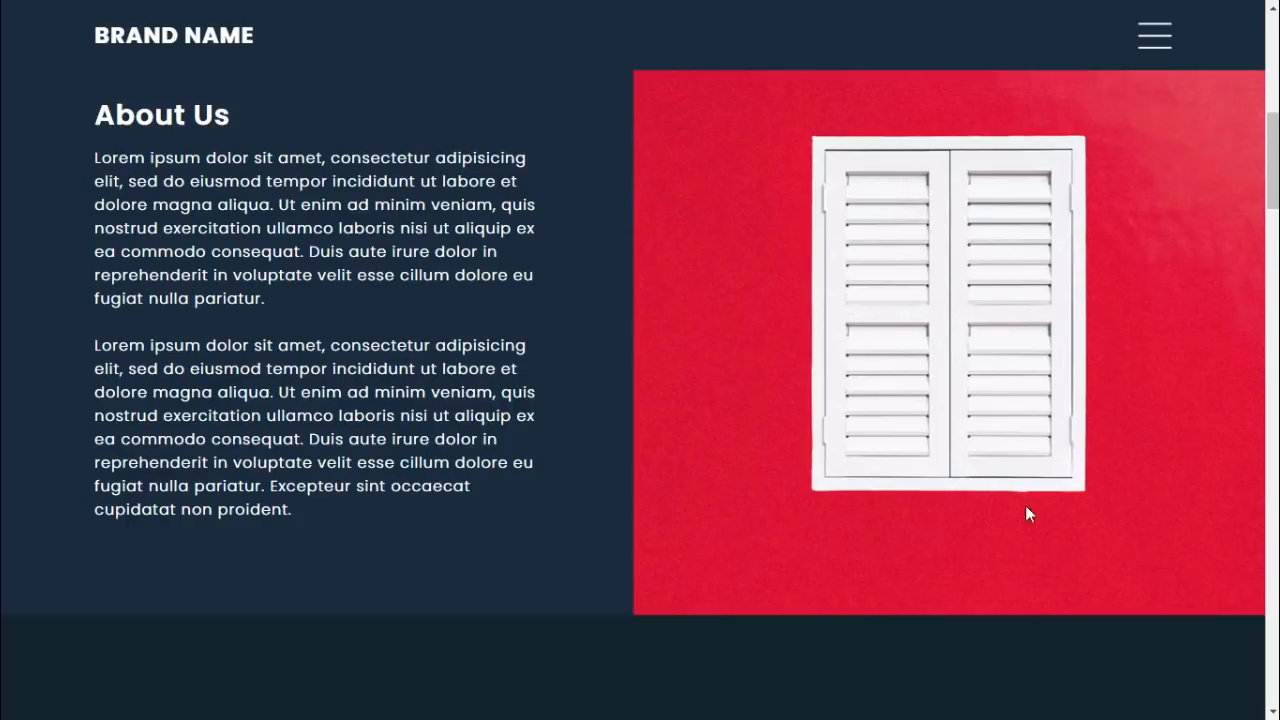 BRAND NAME
About Us
Lorem ipsum dolor sit amet, consectetur adipisicing
elit, sed do eiusmod tempor incididunt ut labore et
dolore magna aliqua. Ut enim ad minim veniam, quis
nostrud exercitation ullamco laboris nisi ut aliquip ex
ea commodo consequat. Duis aute irure dolor in
reprehenderit in voluptate velit esse cillum dolore eu
fugiat nulla pariatur.
Lorem ipsum dolor sit amet, consectetur adipisicing
elit, sed do eiusmod tempor incididunt ut labore et
dolore magna aliqua. Ut enim ad minim veniam, quis
nostrud exercitation ullamco laboris nisi ut aliquip ex
ea commodo consequat. Duis aute irure dolor in
reprehenderit in voluptate velit esse cillum dolore eu
fugiat nulla pariatur. Excepteur sint occaecat
cupidatat non proident.